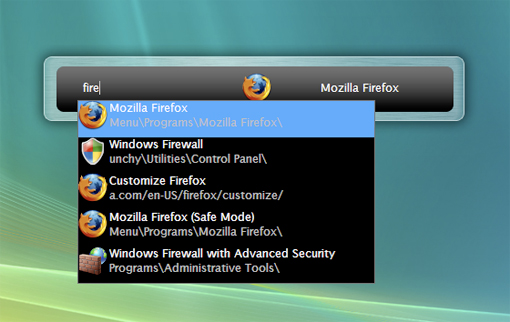 fire
Mozilla Firefox
Mozilla Firefox
Menu\Programs\Mozilla Firefox\
Windows Firewall
unchy\Utilities\Control Panel\
Customize Firefox
a.com/en-US/firefox/customize/
Mozilla Firefox (Safe Mode)
Menu\Programs\Mozilla Firefox\
Windows Firewall with Advanced Security
Programs\Administrative Tools\